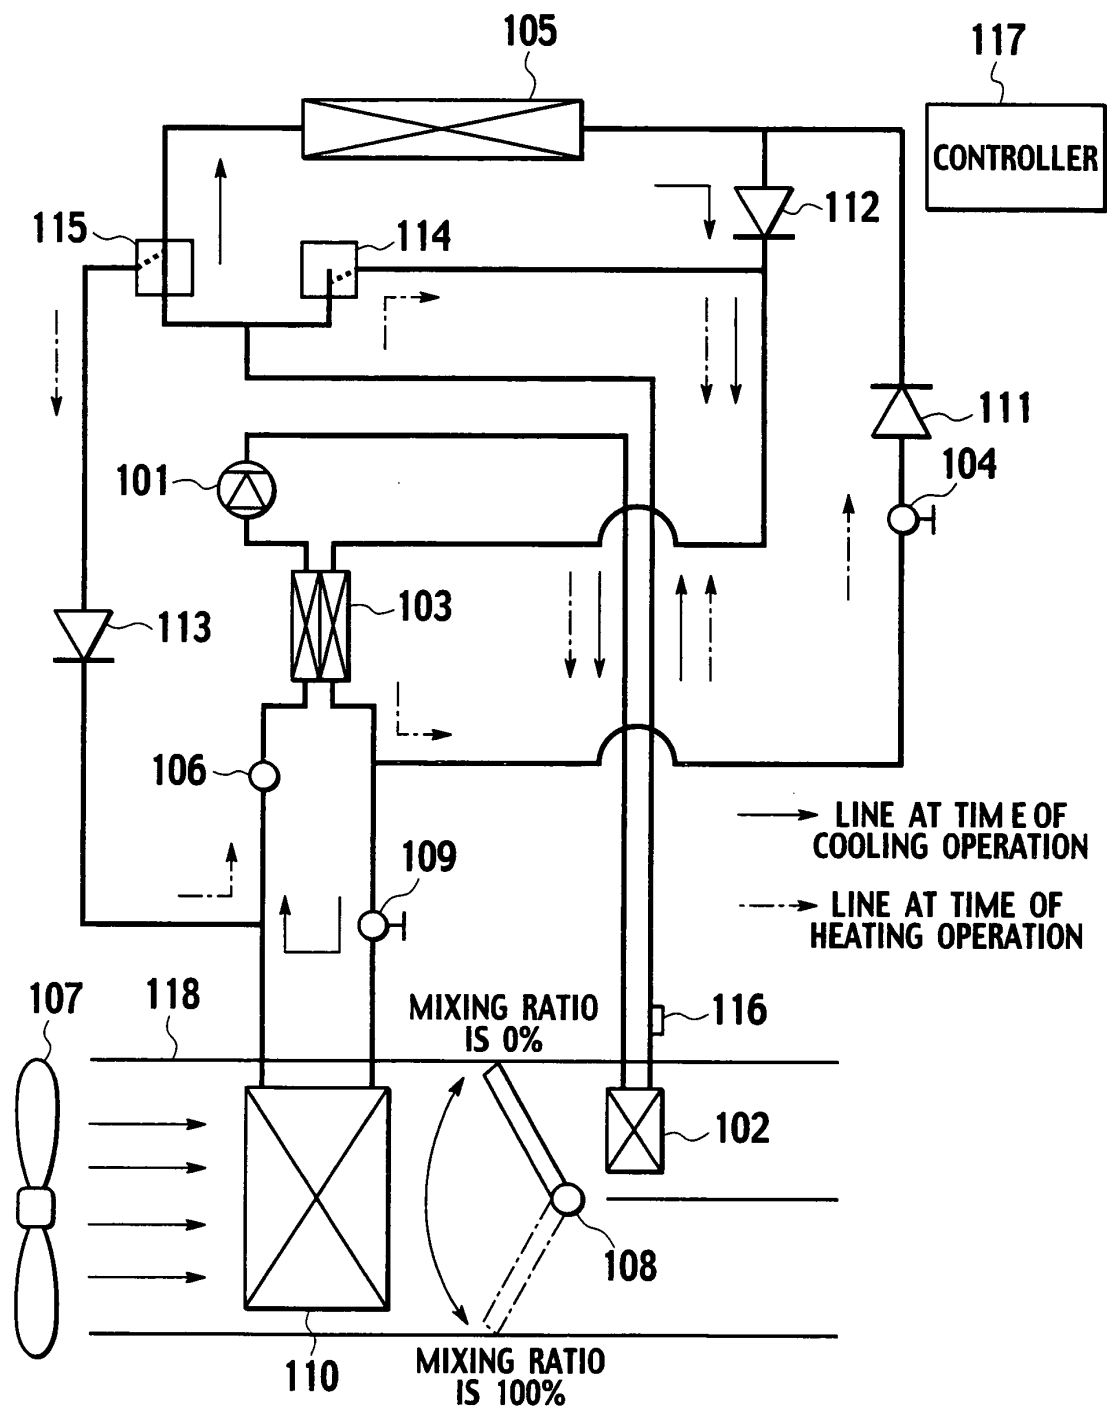 105
117
CONTROLLER
112
115
114
111
101
104
103
113
106
LINE AT TIME OF
COOLING OPERATION
109
LINE AT TIME OF
HEATING OPERATION
107
118
MIXING RATIO
IS 0%
116
102
108
110
MIXING RATIO
IS 100%